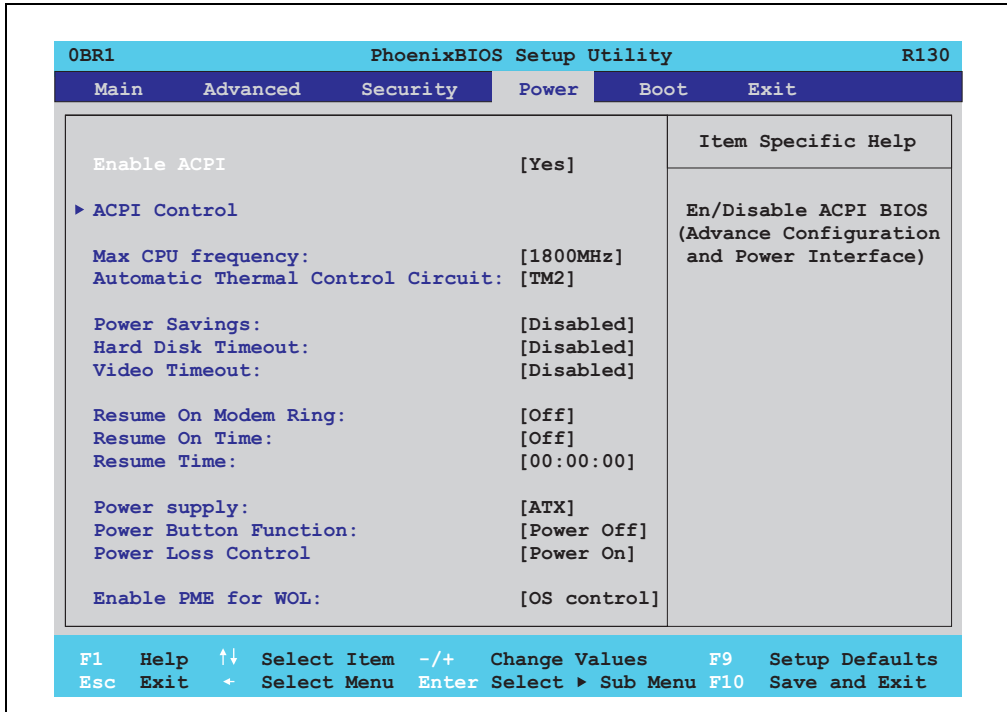 0BR1 PhoenixBIOS Setup Utility R130
Main Advanced Security Power Boot Exit
Item Specific Help
Enable ACPI [Yes]
▶ ACPI Control
En/Disable ACPI BIOS
(Advance Configuration
and Power Interface)
Max CPU frequency: [1800MHz]
Automatic Thermal Control Circuit: [TM2]
Power Savings: [Disabled]
Hard Disk Timeout: [Disabled]
Video Timeout: [Disabled]
Resume On Modem Ring: [Off]
Resume On Time: [Off]
Resume Time: [00:00:00]
Power supply: [ATX]
Power Button Function: [Power Off]
Power Loss Control [Power On]
Enable PME for WOL: [OS control]
F1 Help ↑↓ Select Item -/+ Change Values F9 Setup Defaults
Esc Exit ← Select Menu Enter Select ▶ Sub Menu F10 Save and Exit